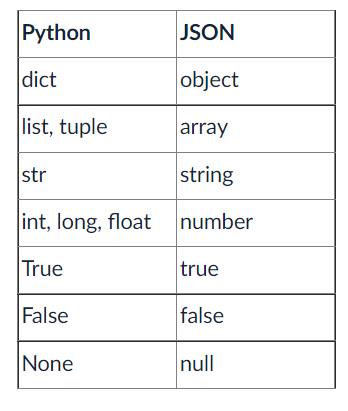 Python JSON
dict object
list, tuple array
str string
int, long, float number
True true
False false
None null